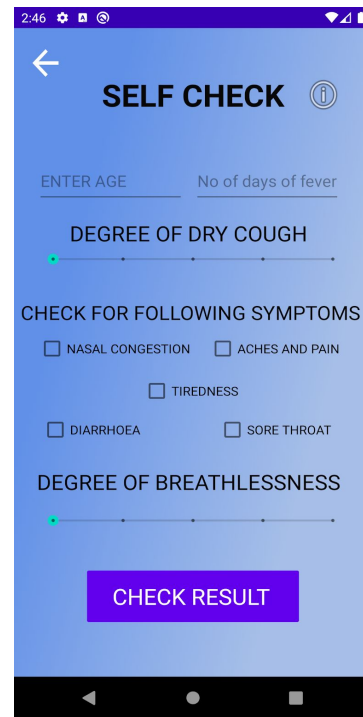 2:46
SELF CHECK
ENTER AGE No of days of fever
DEGREE OF DRY COUGH
CHECK FOR FOLLOWING SYMPTOMS
NASAL CONGESTION ACHES AND PAIN
TIREDNESS
DIARRHOEA SORE THROAT
DEGREE OF BREATHLESSNESS
CHECK RESULT